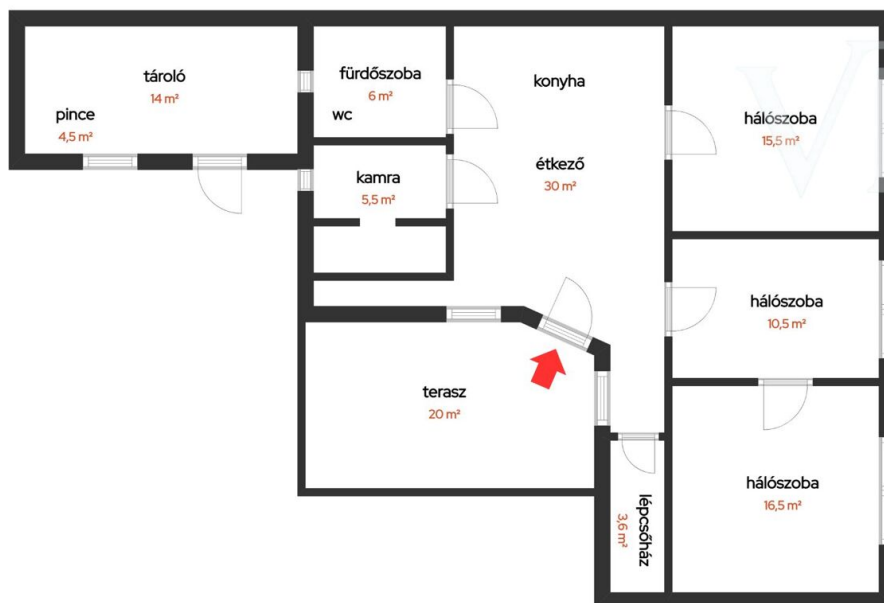 tároló
14 m²
pince
4,5 m²
fürdőszoba
6 m²
wc
konyha
hálószoba
15,5 m²
étkező
30 m²
kamra
5,5 m²
hálószoba
10,5 m²
terasz
20 m²
hálószoba
16,5 m²
lépcsőház
3,6 m²